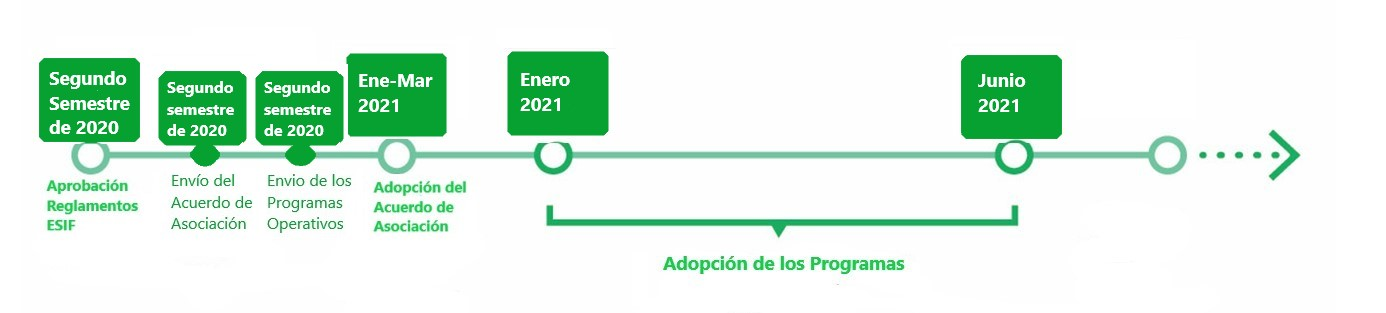 Segundo
Semestre
de 2020
Segundo
semestre
de 2020
Segundo
semestre
de 2020
Ene-Mar
2021
Enero
2021
Junio
2021
Aprobación
Reglamentos
ESIF
Envío del
Acuerdo de
Asociación
Envio de los
Programas
Operativos
Adopción del
Acuerdo de
Asociación
Adopción de los Programas